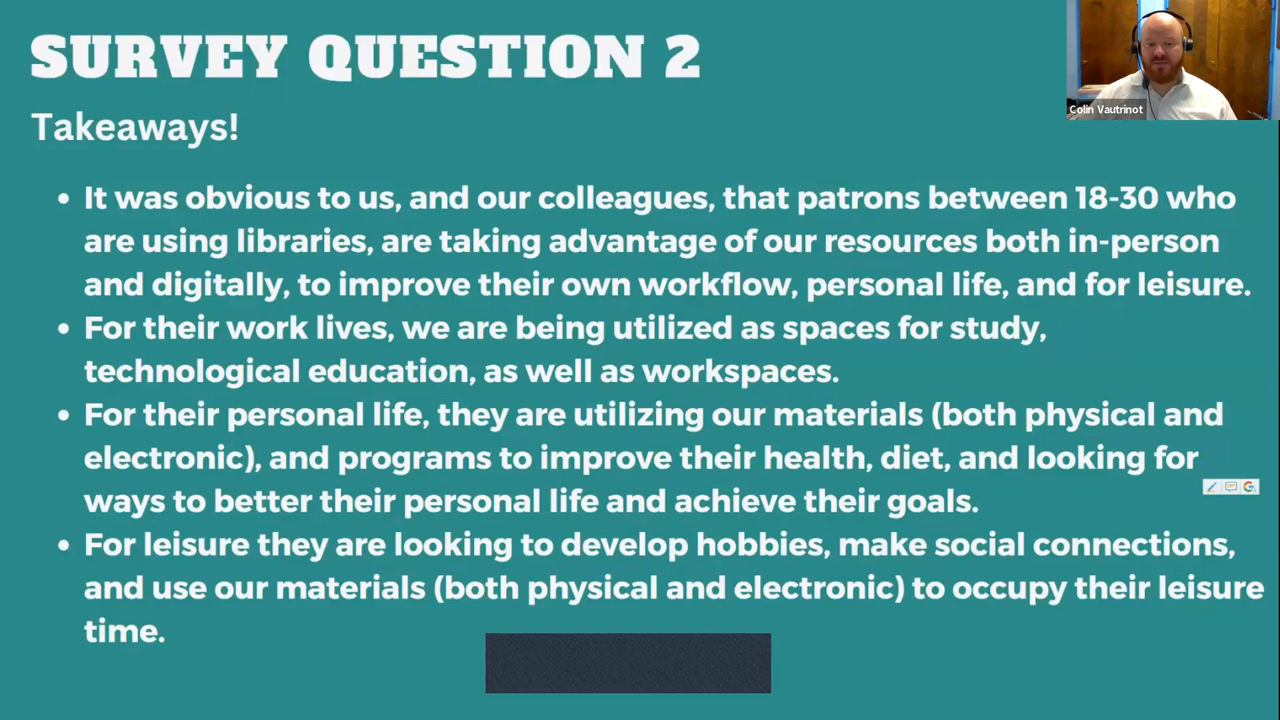 SURVEY QUESTION 2
Takeaways!
• It was obvious to us, and our colleagues, that patrons between 18-30 who
are using libraries, are taking advantage of our resources both in-person
and digitally, to improve their own workflow, personal life, and for leisure.
• For their work lives, we are being utilized as spaces for study,
technological education, as well as workspaces.
• For their personal life, they are utilizing our materials (both physical and
electronic), and programs to improve their health, diet, and looking for
ways to better their personal life and achieve their goals.
• For leisure they are looking to develop hobbies, make social connections,
and use our materials (both physical and electronic) to occupy their leisure
time.
Colin Vautrinot